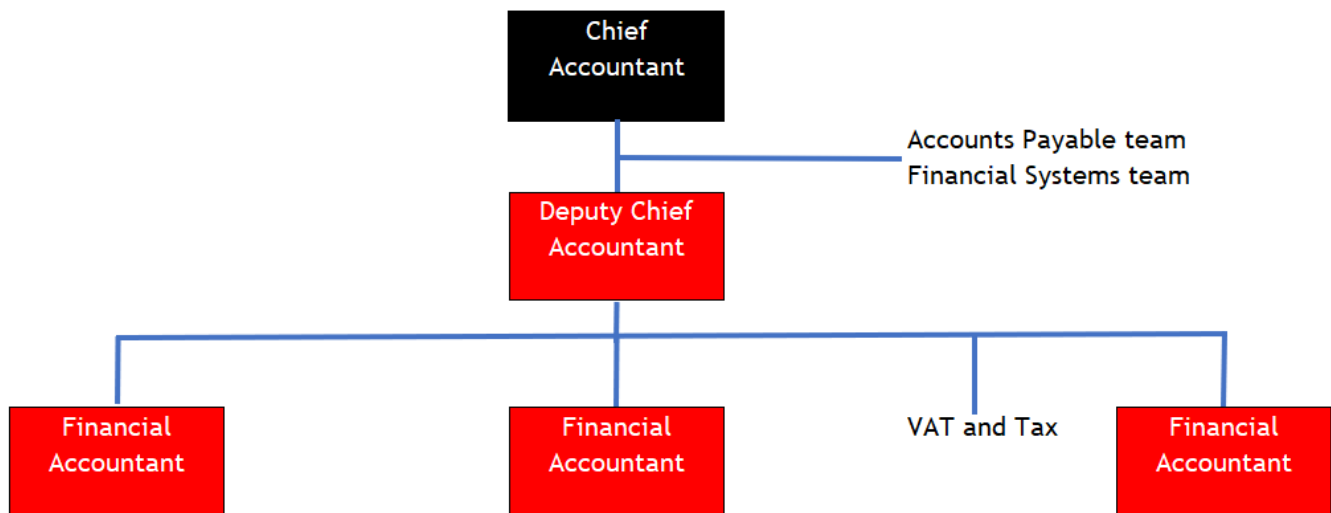 Chief
Accountant
Accounts Payable team
Financial Systems team
Deputy Chief
Accountant
Financial
Accountant
Financial
Accountant
VAT and Tax
Financial
Accountant